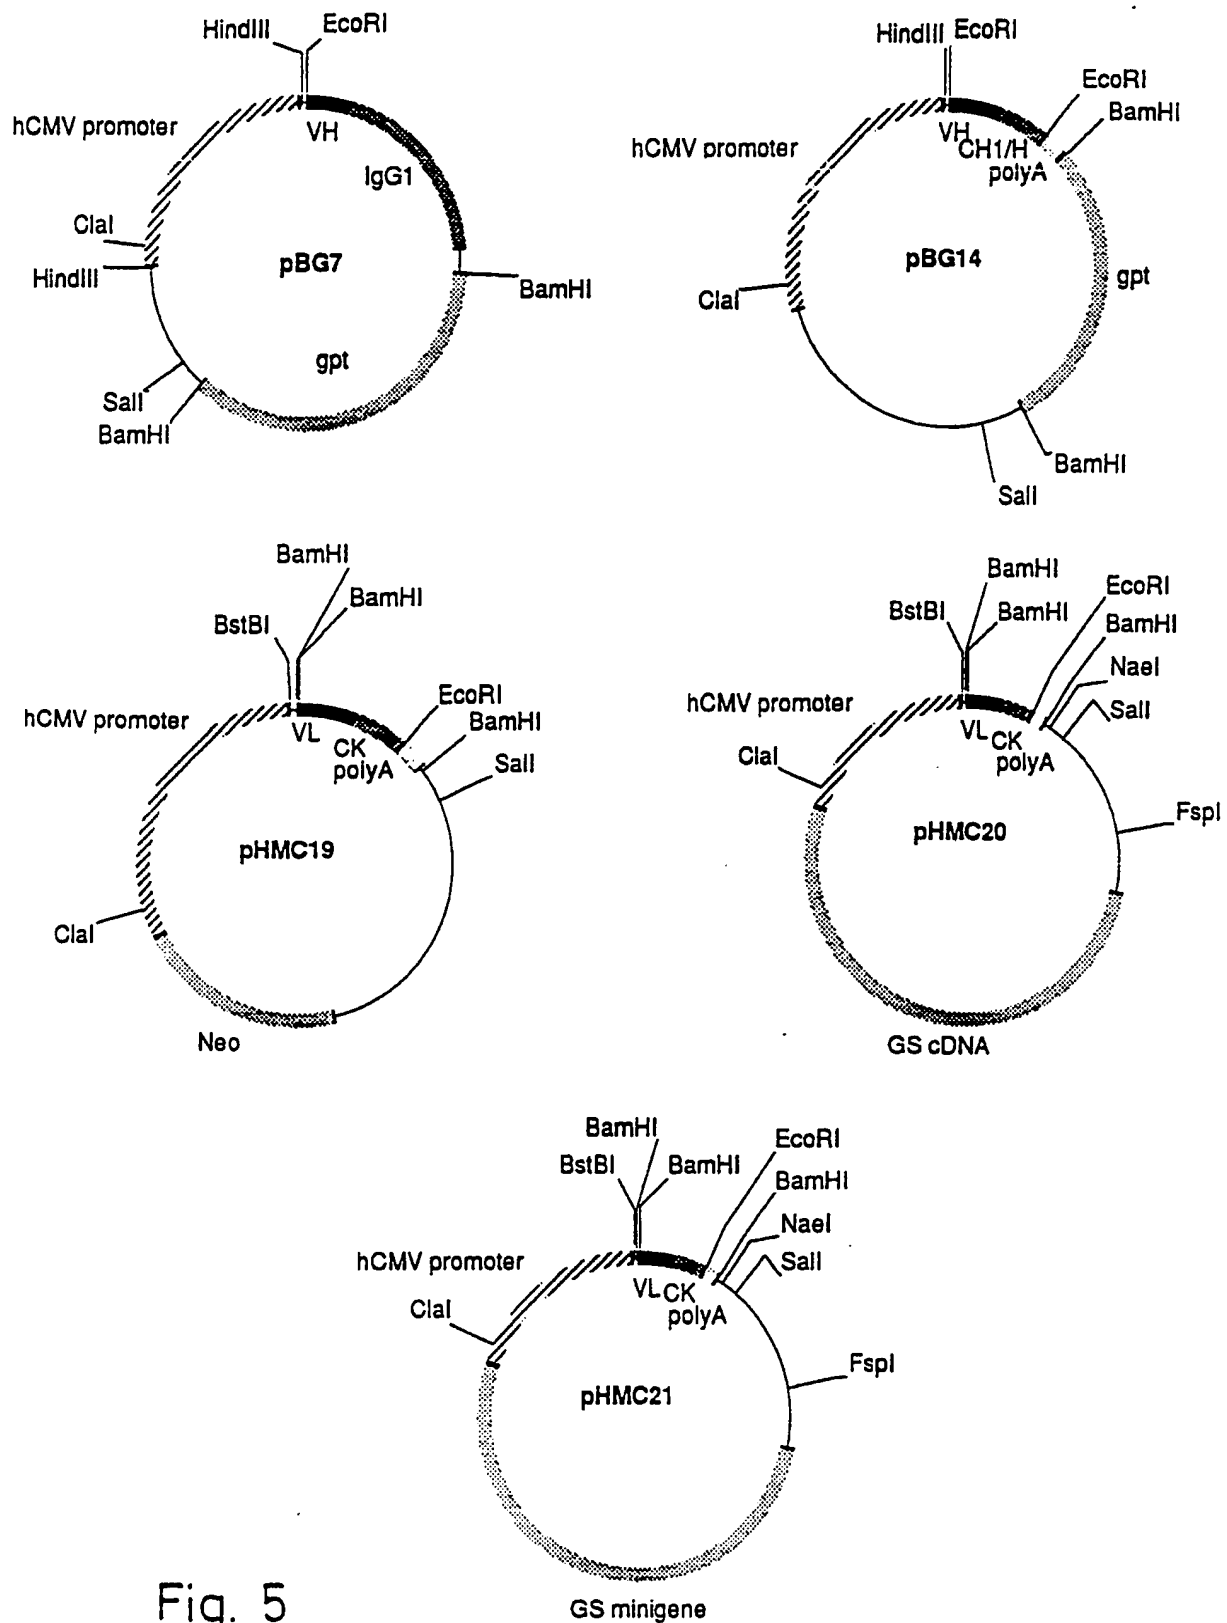 HindIII
EcoRI
hCMV promoter
VH
IgG1
ClaI
HindIII
pBG7
BamHI
gpt
SalI
BamHI
HindIII
EcoRI
EcoRI
BamHI
hCMV promoter
VH
CH1/H
polyA
pBG14
gpt
ClaI
BamHI
SalI
BamHI
BamHI
BstBI
EcoRI
BamHI
hCMV promoter
VL
CK
polyA
SalI
pHMC19
ClaI
Neo
BamHI
BamHI
BstBI
EcoRI
BamHI
NaeI
SalI
hCMV promoter
VL
CK
polyA
ClaI
pHMC20
FspI
GS cDNA
BamHI
BstBI
BamHI
EcoRI
BamHI
NaeI
SalI
hCMV promoter
VL
CK
polyA
ClaI
FspI
pHMC21
GS minigene
Fig. 5